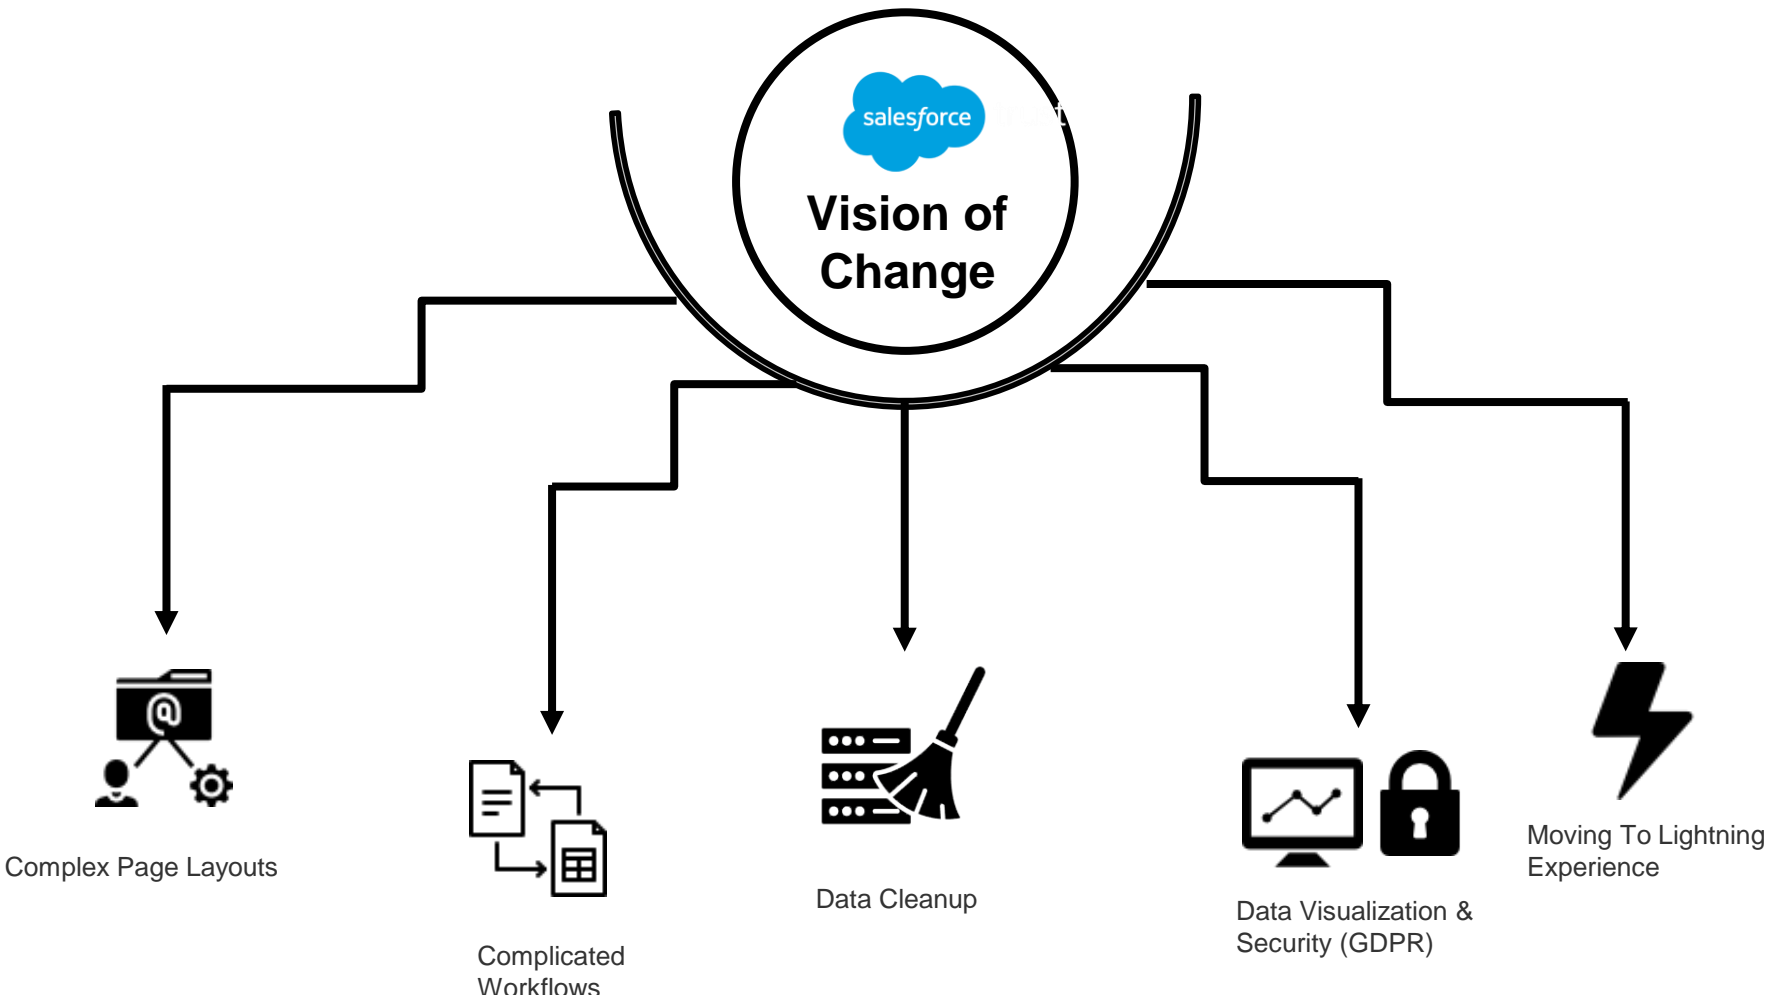 salesforce
Vision of
Change
Complex Page Layouts
Complicated
Workflows
Data Cleanup
Data Visualization &
Security (GDPR)
Moving To Lightning
Experience